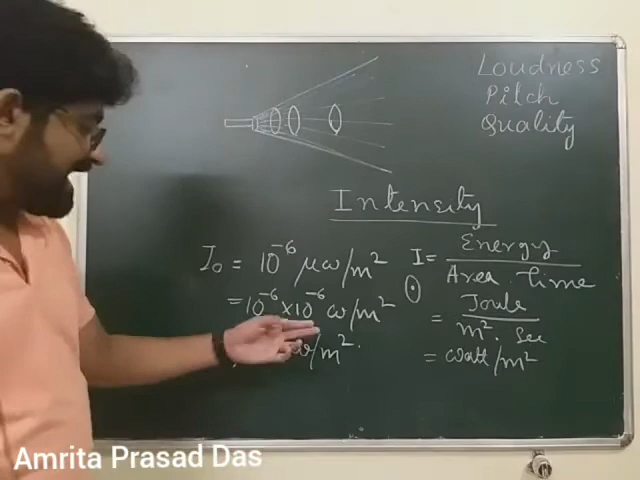 Loudness
Pitch
Quality
Intensity
I₀ = 10⁻⁶ μw/m²
= 10⁻⁶ × 10⁻⁶ w/m²
w/m²
I = Energy / Area . Time
= Joule / m² . Sec
= watt/m²
Amrita Prasad Das